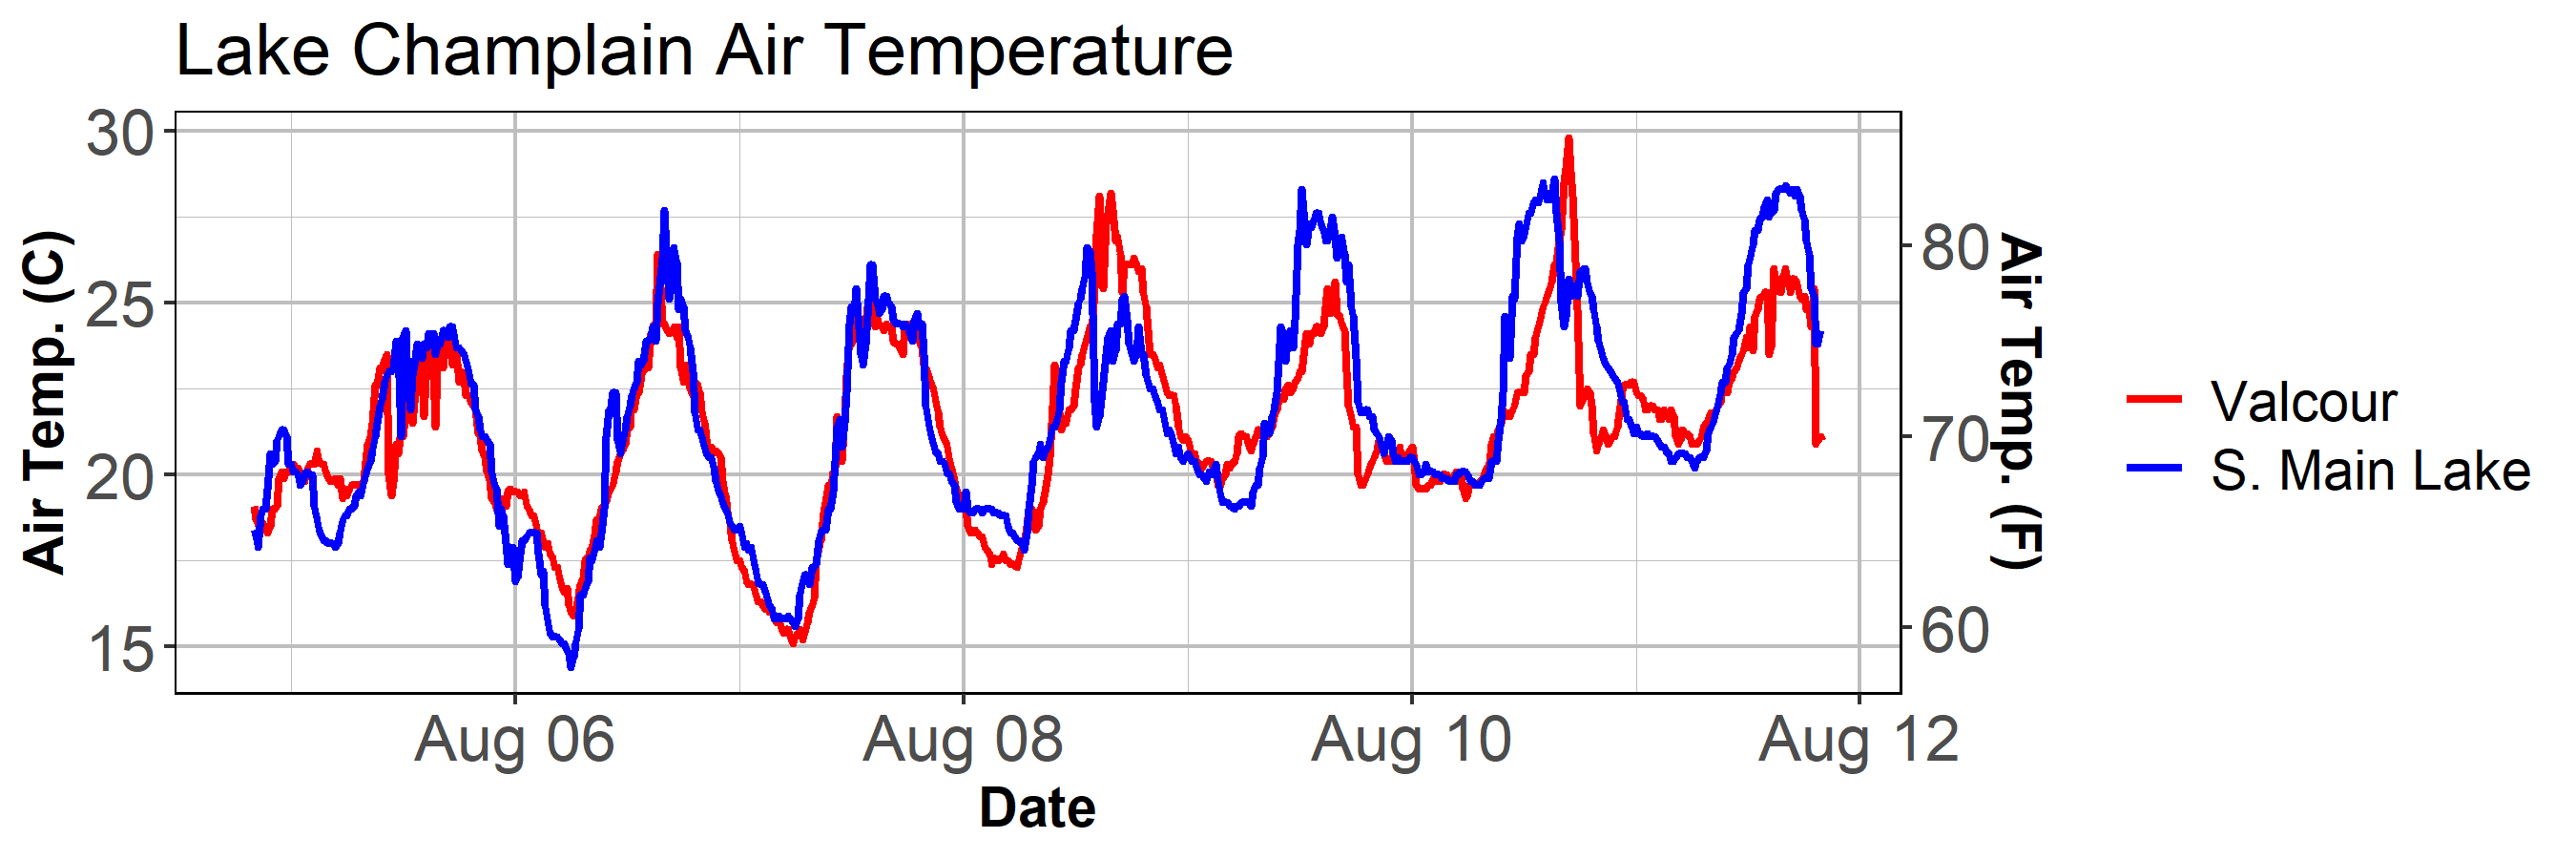 Lake Champlain Air Temperature
30
25
20
15
Air Temp. (C)
80
70
60
Air Temp. (F)
Aug 06
Aug 08
Aug 10
Aug 12
Date
Valcour
S. Main Lake